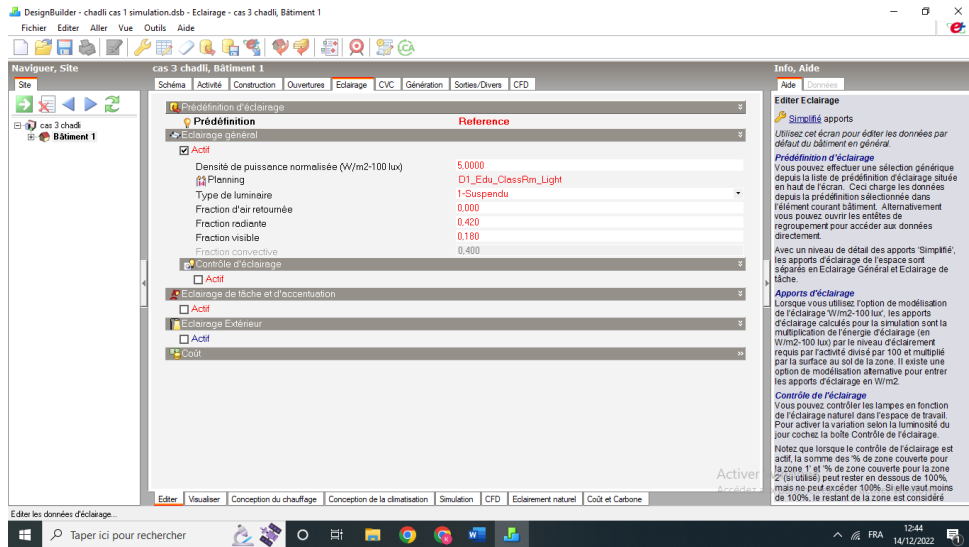 DesignBuilder - chadli cas 1 simulation.dsb - Eclairage - cas 3 chadli, Bâtiment 1
Fichier Editer Aller Vue Outils Aide
Naviguer, Site
Site
cas 3 chadli
Bâtiment 1
cas 3 chadli, Bâtiment 1
Schéma Activité Construction Ouvertures Eclairage CVC Génération Sorties/Divers CFD
Prédéfinition d'éclairage
Prédéfinition Reference
Eclairage général
Actif
Densité de puissance normalisée (W/m2-100 lux) 5,0000
Planning D1_Edu_ClassRm_Light
Type de luminaire 1-Suspendu
Fraction d'air retournée 0,000
Fraction radiante 0,420
Fraction visible 0,180
Fraction convective 0,400
Contrôle d'éclairage
Actif
Eclairage de tâche et d'accentuation
Actif
Eclairage Extérieur
Actif
Coût
Editer Visualiser Conception du chauffage Conception de la climatisation Simulation CFD Eclairement naturel Coût et Carbone
Info, Aide
Aide Données
Editer Eclairage
Simplifié apports
Utilisez cet écran pour éditer les données par
défaut du bâtiment en général.
Prédéfinition d'éclairage
Vous pouvez effectuer une sélection générique
depuis la liste de prédéfinition d'éclairage située
en haut de l'écran. Ceci charge les données
depuis la prédéfinition sélectionnée dans
l'élément courant bâtiment. Alternativement
vous pouvez ouvrir les entêtes de
regroupement pour accéder aux données
directement.
Avec un niveau de détail des apports 'Simplifié',
les apports d'éclairage de l'espace sont
séparés en Eclairage Général et Eclairage de
tâche.
Apports d'éclairage
Lorsque vous utilisez l'option de modélisation
de l'éclairage 'W/m2-100 lux', les apports
d'éclairage calculés pour la simulation sont la
multiplication de l'énergie d'éclairage (en
W/m2-100 lux) par le niveau d'éclairement
requis par l'activité divisé par 100 et multiplié
par la surface au sol de la zone. Il existe une
option de modélisation alternative pour entrer
les apports d'éclairage en W/m2.
Contrôle de l'éclairage
Vous pouvez contrôler les lampes en fonction
de l'éclairage naturel dans l'espace de travail.
Pour activer la variation selon la luminosité du
jour cochez la boîte Contrôle de l'éclairage.
Notez que lorsque le contrôle de l'éclairage est
actif, la somme des '% de zone couverte pour
la zone 1' et '% de zone couverte pour la zone
2' (si utilisé) peut rester en dessous de 100%,
mais ne peut excéder 100%. Si elle vaut moins
de 100%, le restant de la zone est considéré
Activer
Editer les données d'éclairage...
Taper ici pour rechercher
FRA
12:44
14/12/2022